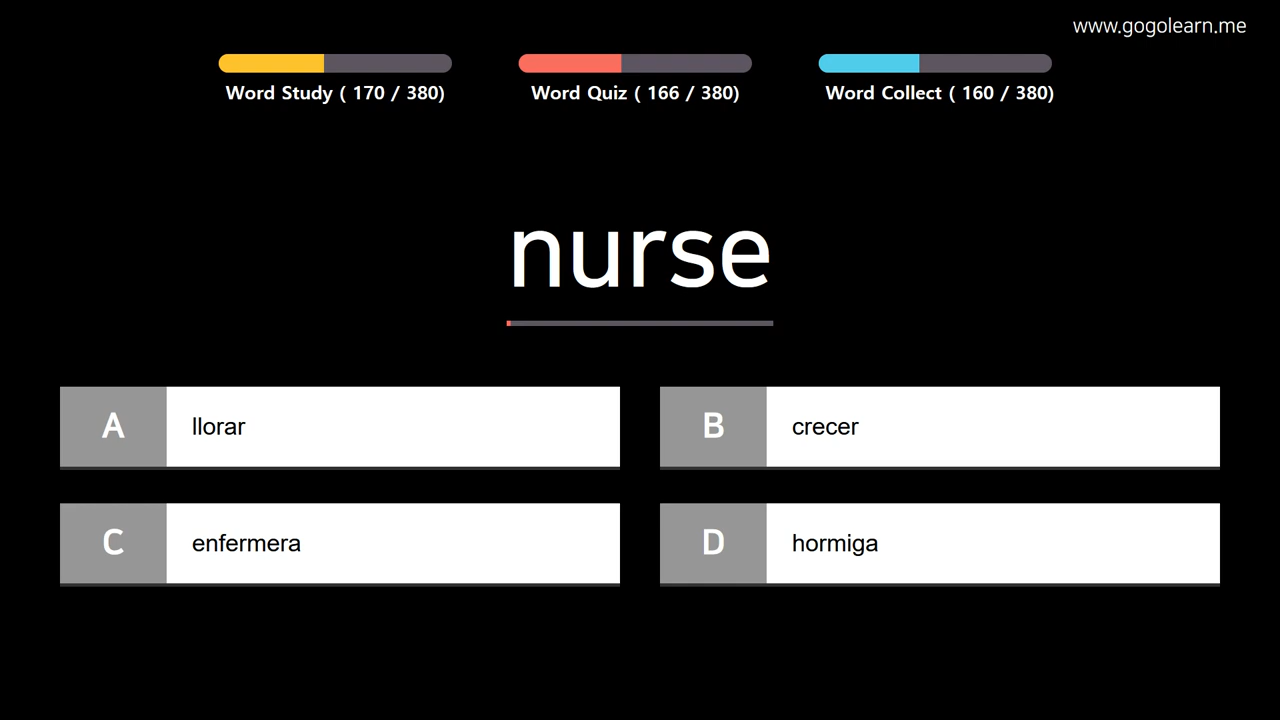 www.gogolearn.me
Word Study ( 170 / 380)
Word Quiz ( 166 / 380)
Word Collect ( 160 / 380)
nurse
A llorar
B crecer
C enfermera
D hormiga